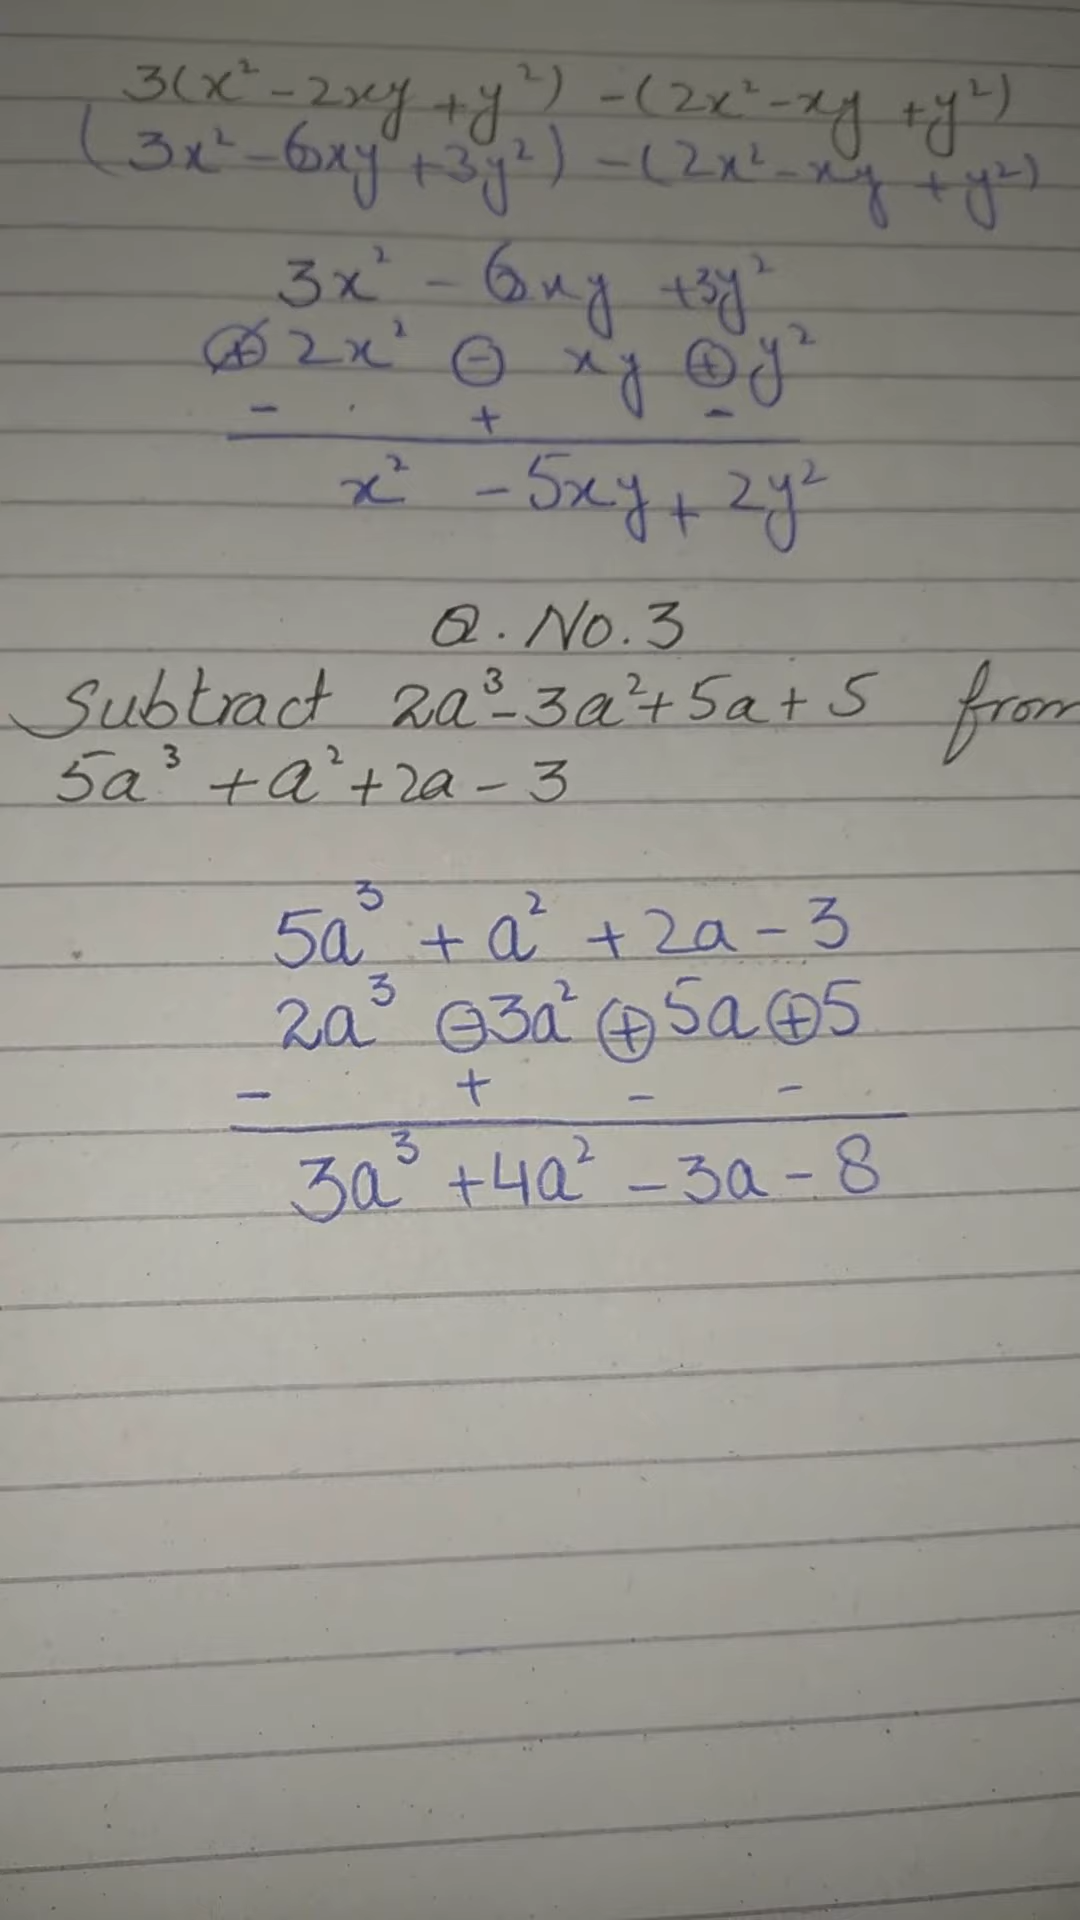 3(x² - 2xy + y²) - (2x² - xy + y²)
(3x² - 6xy + 3y²) - (2x² - xy + y²)
3x² - 6xy + 3y²
⊕ 2x² ⊖ xy ⊕ y²
- + -
x² - 5xy + 2y²
Q. No. 3
Subtract 2a³ - 3a² + 5a + 5 from
5a³ + a² + 2a - 3
5a³ + a² + 2a - 3
2a³ ⊖ 3a² ⊕ 5a ⊕ 5
- + - -
3a³ + 4a² - 3a - 8